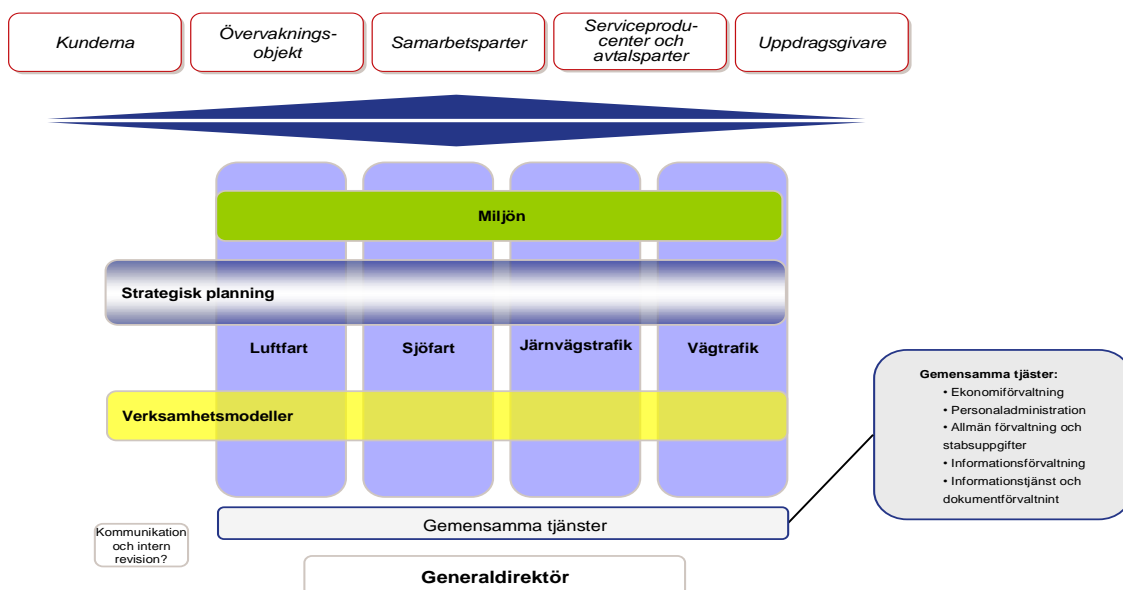 Kunderna
Övervaknings-
objekt
Samarbetsparter
Serviceprodu-
center och
avtalsparter
Uppdragsgivare
Miljön
Strategisk planning
Luftfart
Sjöfart
Järnvägstrafik
Vägtrafik
Verksamhetsmodeller
Gemensamma tjäster:
• Ekonomiförvaltning
• Personaladministration
• Allmän förvaltning och
stabsuppgifter
• Informationsförvaltning
• Informationstjänst och
dokumentförvaltnint
Gemensamma tjänster
Kommunikation
och intern
revision?
Generaldirektör